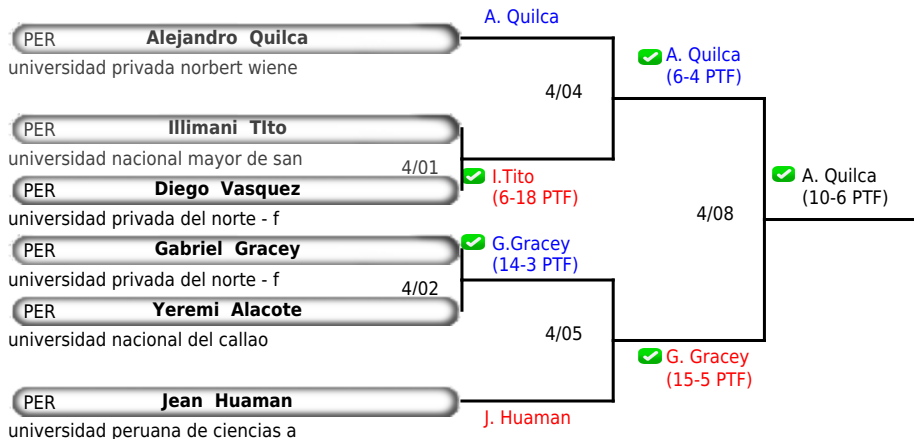 A. Quilca
PER Alejandro Quilca
universidad privada norbert wiene
A. Quilca
(6-4 PTF)
4/04
PER Illimani TIto
universidad nacional mayor de san
4/01
I.Tito
(6-18 PTF)
PER Diego Vasquez
universidad privada del norte - f
A. Quilca
(10-6 PTF)
4/08
PER Gabriel Gracey
universidad privada del norte - f
G.Gracey
(14-3 PTF)
4/02
PER Yeremi Alacote
universidad nacional del callao
4/05
G. Gracey
(15-5 PTF)
PER Jean Huaman
J. Huaman
universidad peruana de ciencias a